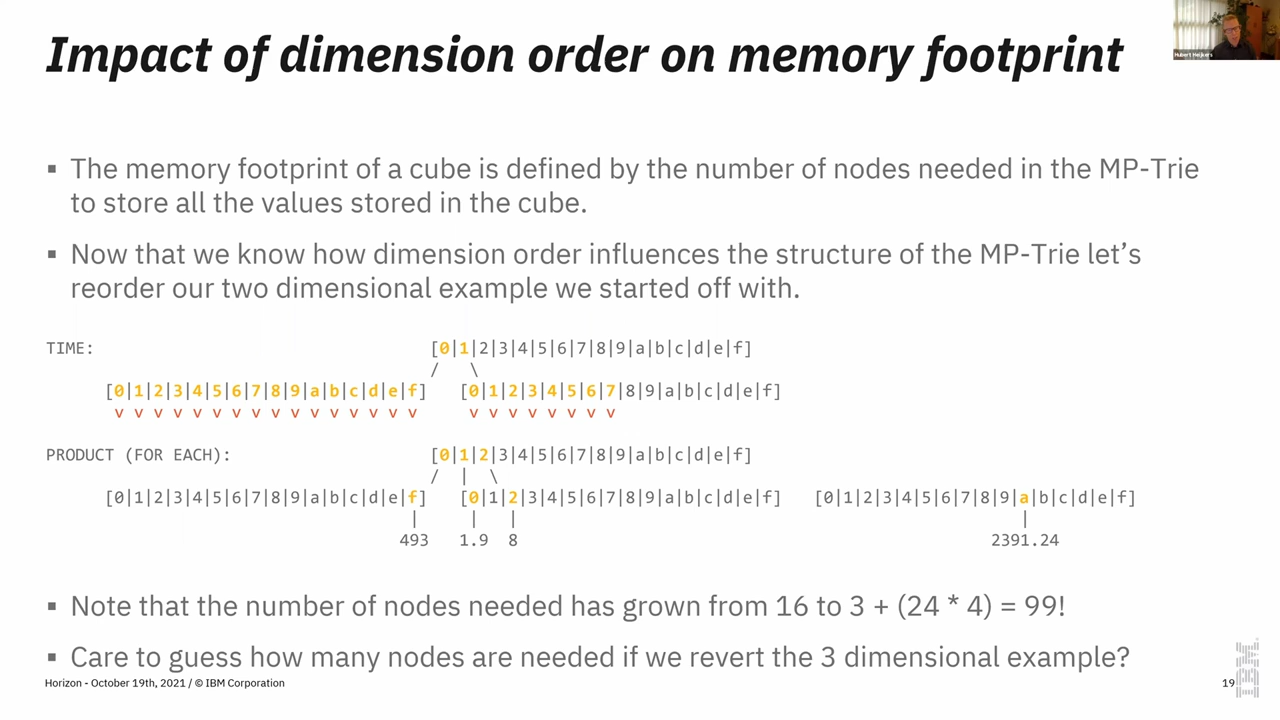 Impact of dimension order on memory footprint
Hubert Heijkers
▪ The memory footprint of a cube is defined by the number of nodes needed in the MP-Trie
to store all the values stored in the cube.
▪ Now that we know how dimension order influences the structure of the MP-Trie let’s
reorder our two dimensional example we started off with.
TIME: [0|1|2|3|4|5|6|7|8|9|a|b|c|d|e|f]
/ \
[0|1|2|3|4|5|6|7|8|9|a|b|c|d|e|f] [0|1|2|3|4|5|6|7|8|9|a|b|c|d|e|f]
v v v v v v v v v v v v v v v v v v v v v v v v
PRODUCT (FOR EACH): [0|1|2|3|4|5|6|7|8|9|a|b|c|d|e|f]
/ | \
[0|1|2|3|4|5|6|7|8|9|a|b|c|d|e|f] [0|1|2|3|4|5|6|7|8|9|a|b|c|d|e|f] [0|1|2|3|4|5|6|7|8|9|a|b|c|d|e|f]
| | | |
493 1.9 8 2391.24
▪ Note that the number of nodes needed has grown from 16 to 3 + (24 * 4) = 99!
▪ Care to guess how many nodes are needed if we revert the 3 dimensional example?
Horizon - October 19th, 2021 / © IBM Corporation
19
IBM